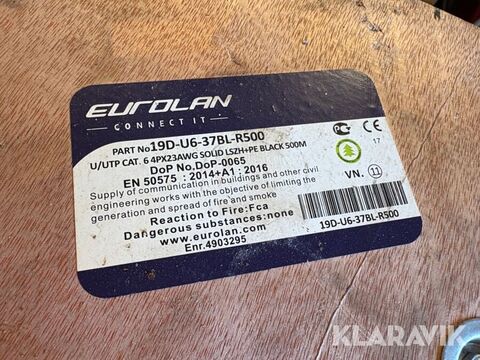 EUROLAN
CONNECT IT
PART No19D-U6-37BL-R500
U/UTP CAT. 6 4PX23AWG SOLID LSZH+PE BLACK 500M
DoP No.DoP-0065
EN 50575 : 2014+A1 : 2016
Supply of communication in buildings and other civil
engineering works with the objective of limiting the
generation and spread of fire and smoke
Reaction to Fire:Fca
Dangerous substances:none
www.eurolan.com
Enr.4903295
CE
17
VN. 11
19D-U6-37BL-R500
KLARAVIK